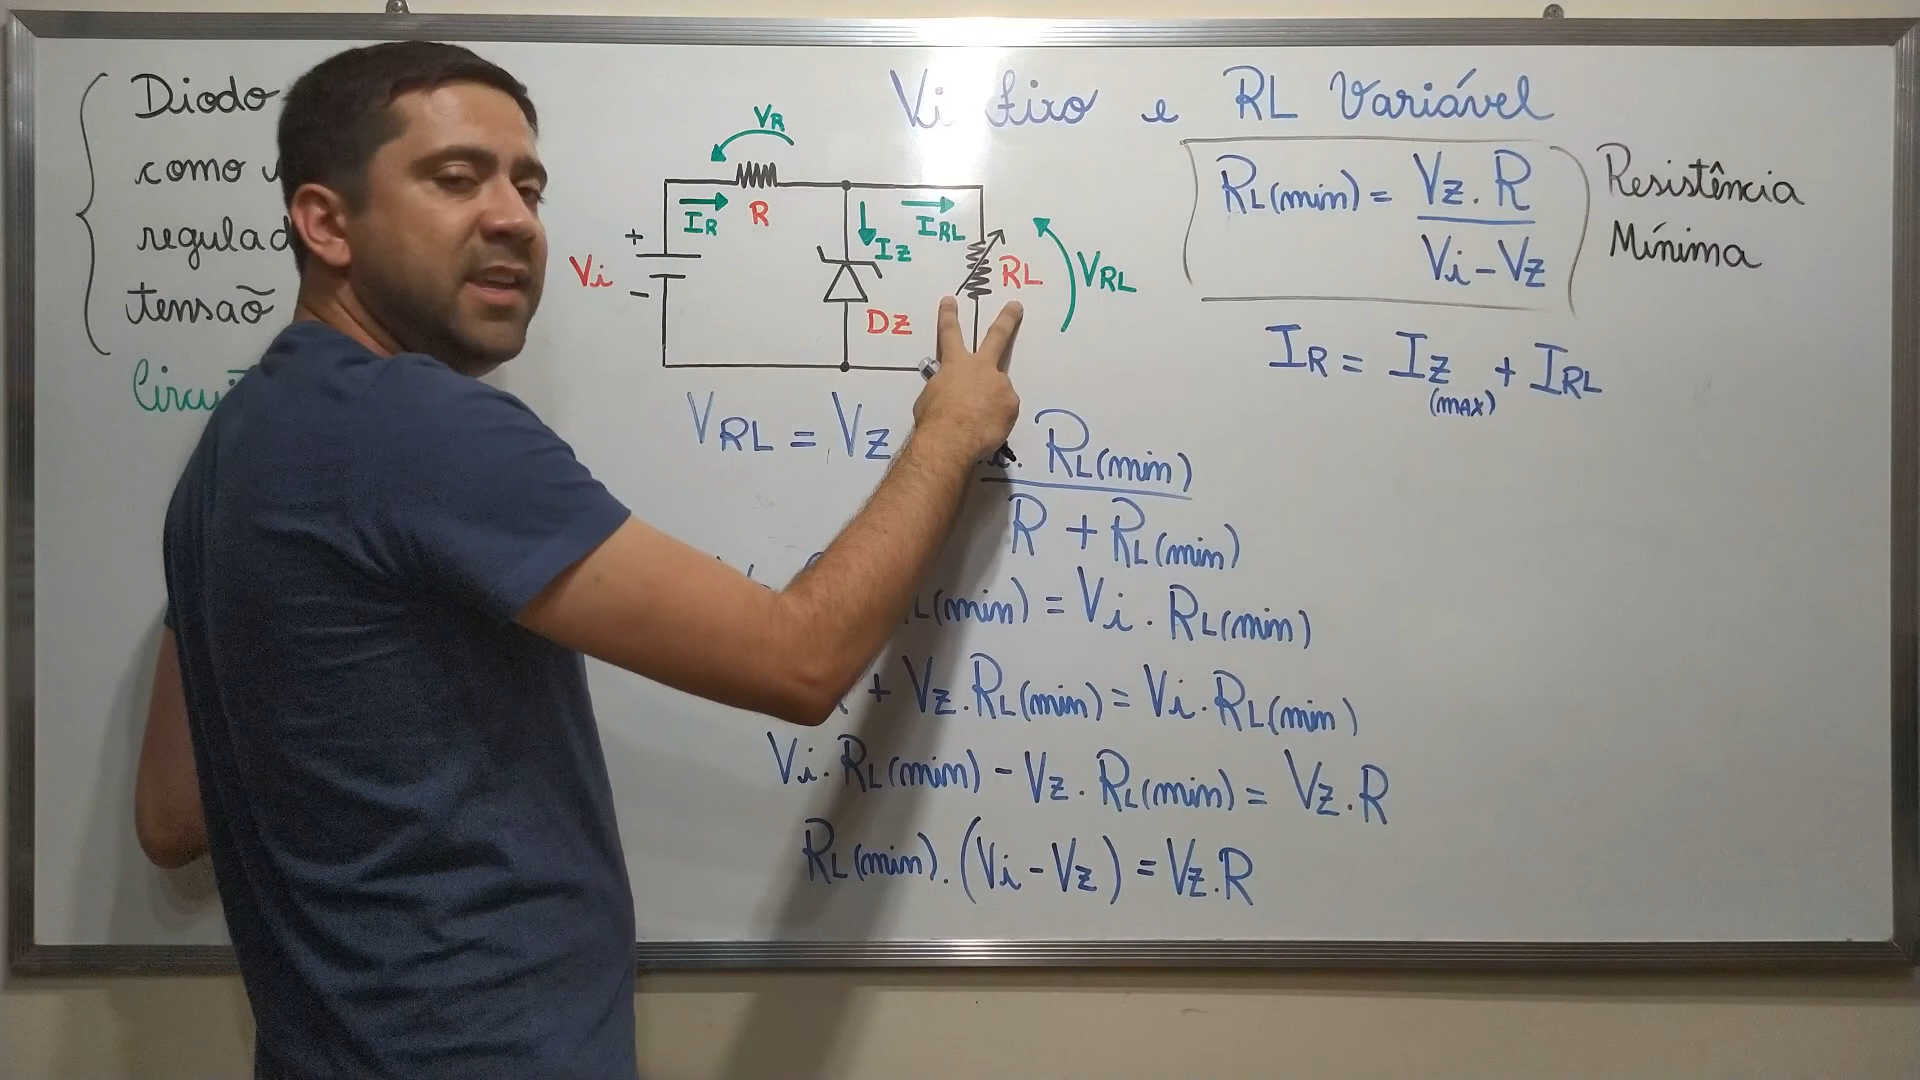 Diodo
como
regulad
tensão
Vi fixo e RL Variável
VR
IR
R
IZ
IRL
+
Vi
-
DZ
RL
VRL
RL(min) = Vz . R
Vi - Vz
Resistência
Mínima
IR = Iz + IRL
(max)
VRL = Vz
. RL(min)
R + RL(min)
L(min) = Vi . RL(min)
+ Vz . RL(min) = Vi . RL(min)
Vi . RL(min) - Vz . RL(min) = Vz . R
RL(min) . (Vi - Vz) = Vz . R